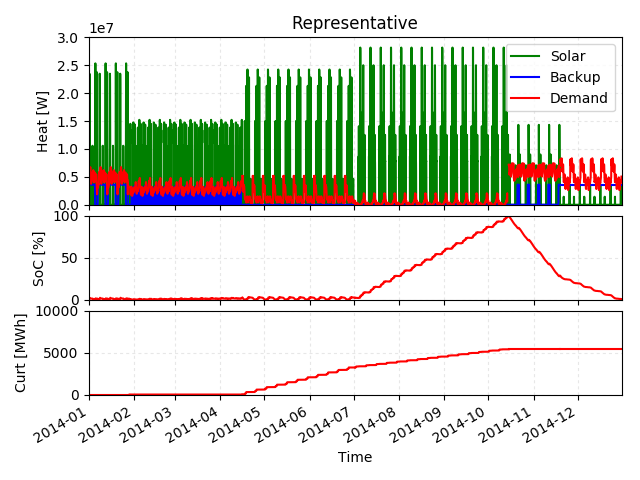 Representative
1e7
3.0
2.5
2.0
1.5
1.0
0.5
0.0
Heat [W]
Solar
Backup
Demand
100
50
0
SoC [%]
10000
5000
0
Curt [MWh]
2014-01
2014-02
2014-03
2014-04
2014-05
2014-06
2014-07
2014-08
2014-09
2014-10
2014-11
2014-12
Time